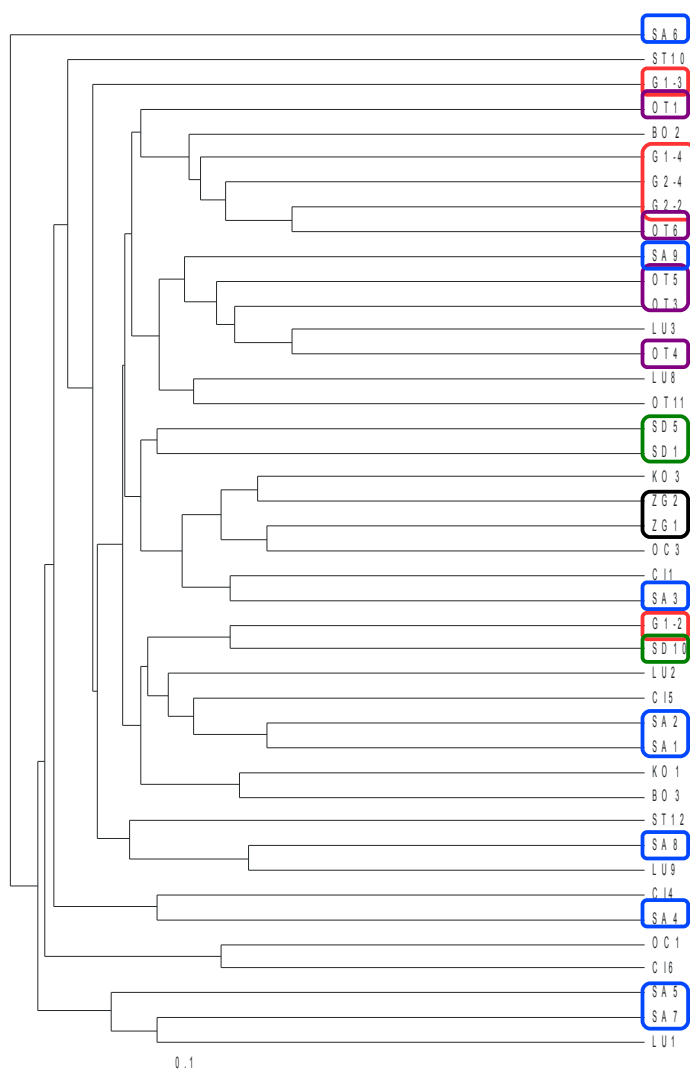 SA6
ST10
G1-3
OT1
BO2
G1-4
G2-4
G2-2
OT6
SA9
OT5
OT3
LU3
OT4
LU8
OT11
SD5
SD1
KO3
ZG2
ZG1
OC3
CI1
SA3
G1-2
SD10
LU2
CI5
SA2
SA1
KO1
BO3
ST12
SA8
LU9
CI4
SA4
OC1
CI6
SA5
SA7
LU1
0.1